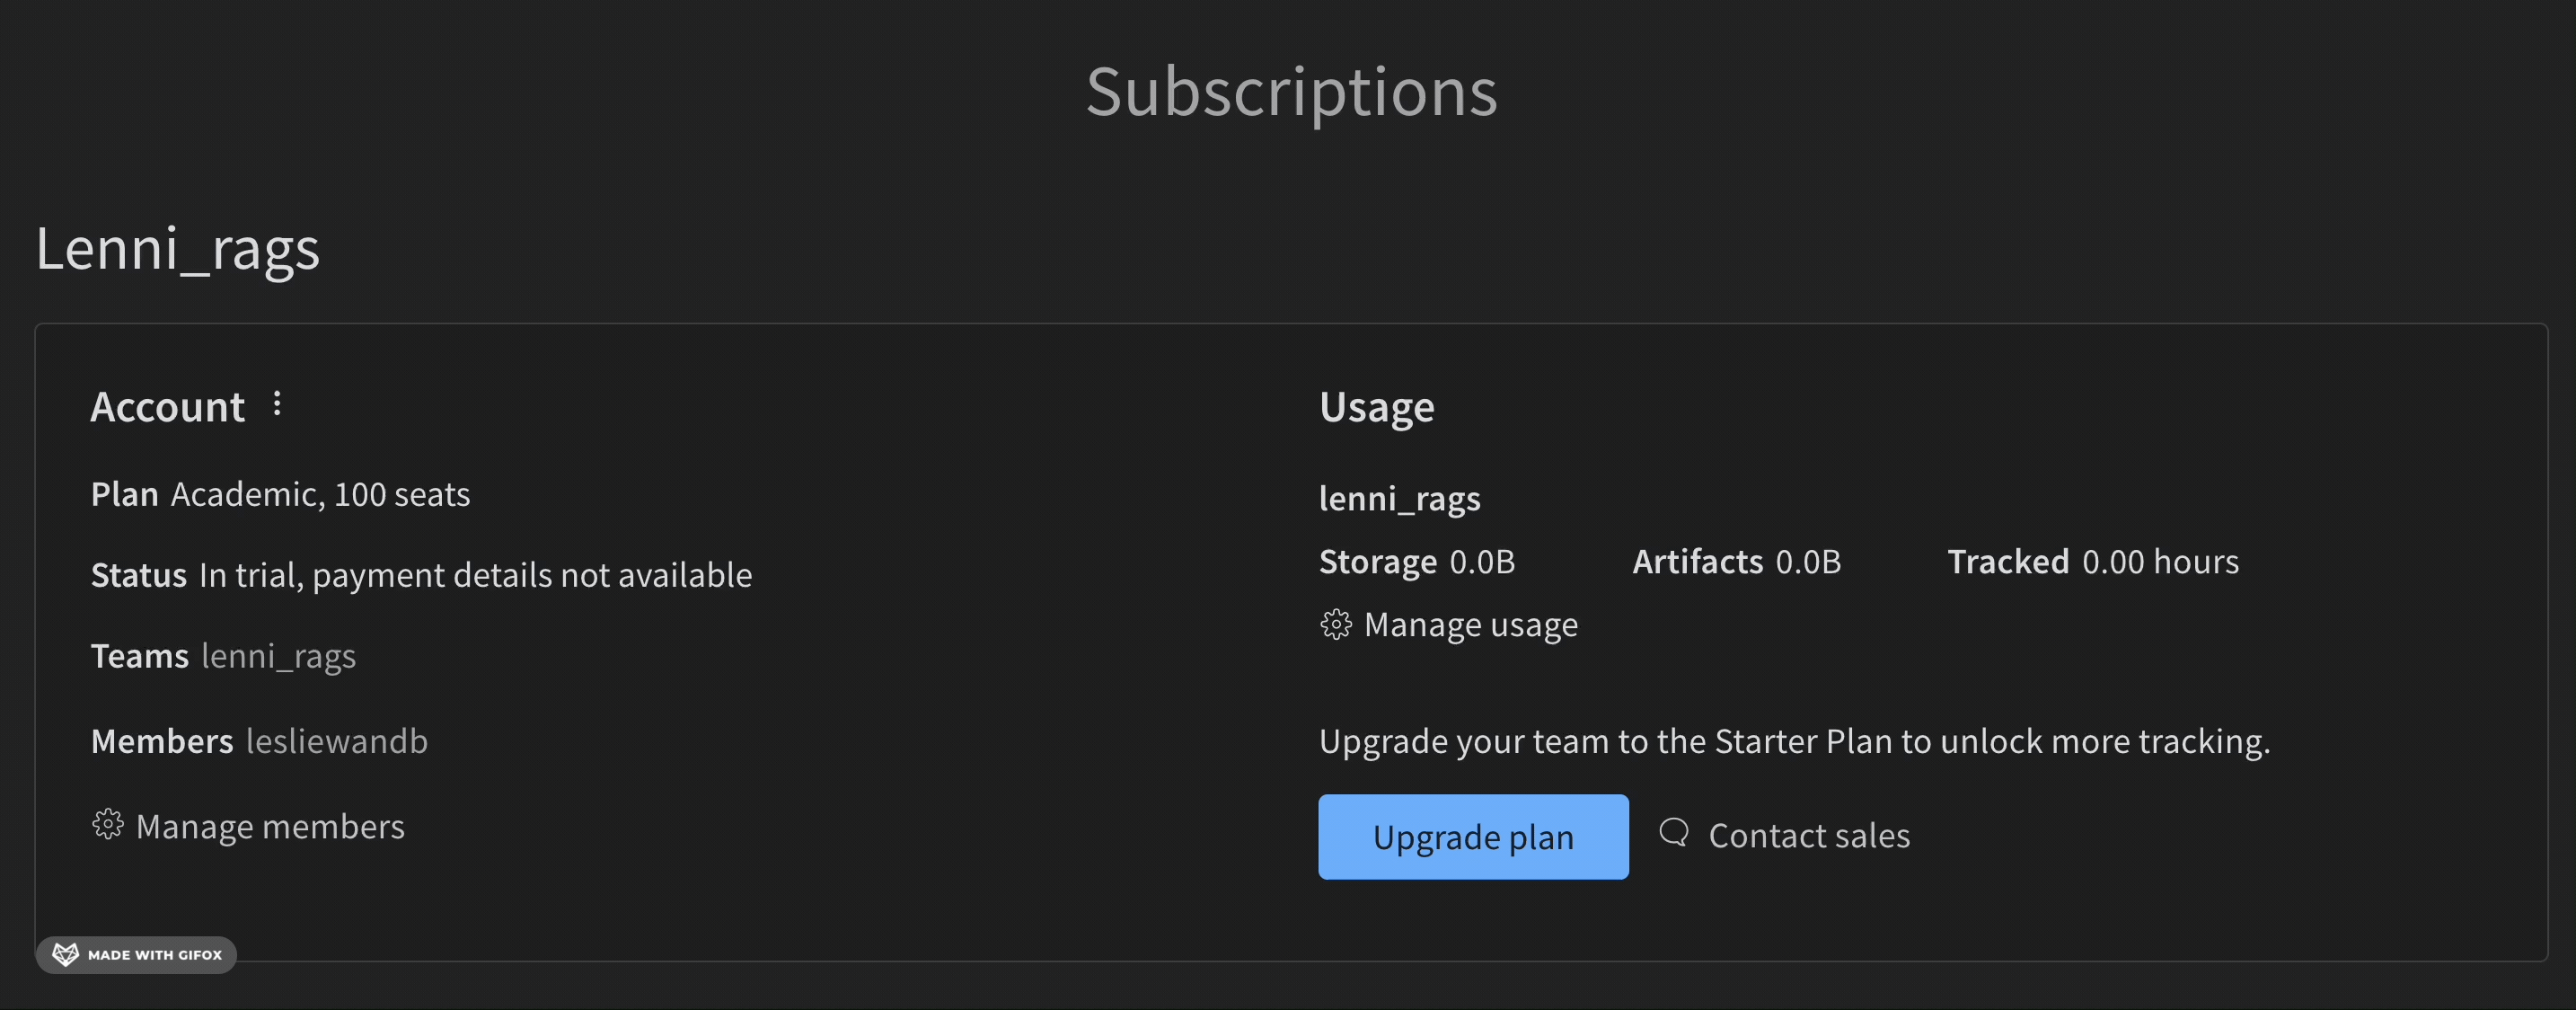 Subscriptions
Lenni_rags
Account
Plan Academic, 100 seats
Status In trial, payment details not available
Teams lenni_rags
Members lesliewandb
Manage members
Usage
lenni_rags
Storage 0.0B Artifacts 0.0B Tracked 0.00 hours
Manage usage
Upgrade your team to the Starter Plan to unlock more tracking.
Upgrade plan Contact sales
MADE WITH GIFOX